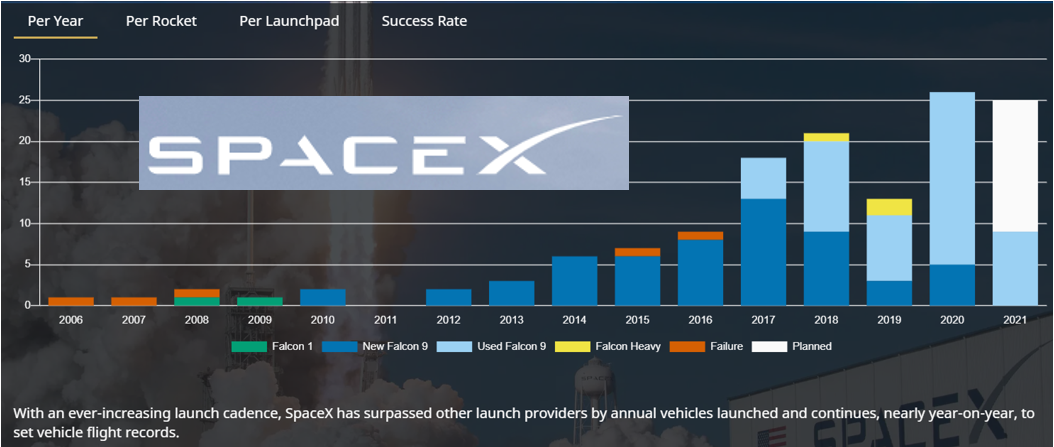 Per Year Per Rocket Per Launchpad Success Rate
30
25
20
15
10
5
0
SPACEX
2006 2007 2008 2009 2010 2011 2012 2013 2014 2015 2016 2017 2018 2019 2020 2021
Falcon 1 New Falcon 9 Used Falcon 9 Falcon Heavy Failure Planned
SPACEX
SPACEX
With an ever-increasing launch cadence, SpaceX has surpassed other launch providers by annual vehicles launched and continues, nearly year-on-year, to
set vehicle flight records.